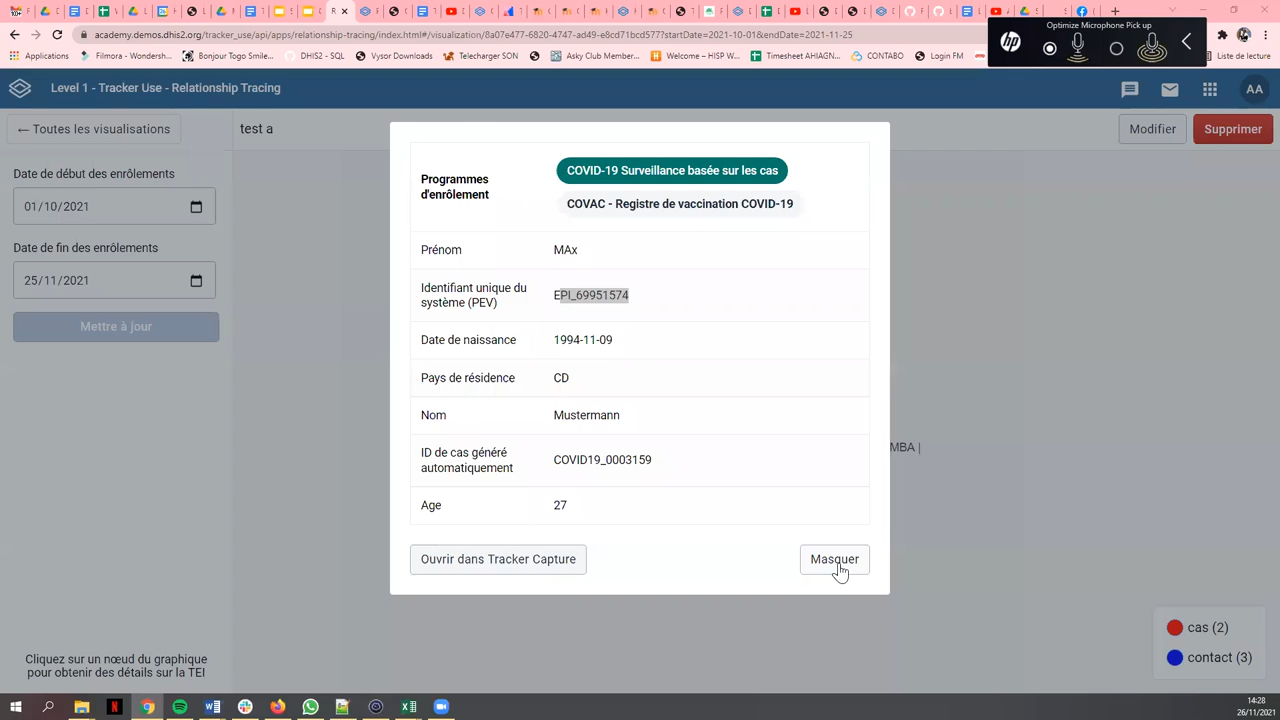 R
academy.demos.dhis2.org/tracker_use/api/apps/relationship-tra
alization/8a07e477-6820-4747-ac49-e8cd71bcd5f7?startDate=2021-10-01&endDate=2021-11-25
Optimize Microphone Pick up
Applications
Filmora - Wondersh...
Bonjour Togo Smile...
DHIS2 - SQL
Vysor Downloads
Telecharger SON
Asky Club Member...
Welcome – HISP W...
Timesheet AHIAGN...
CONTABO
Login FM
Liste de lecture
Level 1 - Tracker Use - Relationship Tracing
AA
← Toutes les visualisations
test a
Modifier
Supprimer
Date de début des enrôlements
01/10/2021
Date de fin des enrôlements
25/11/2021
Mettre à jour
Programmes
d'enrôlement
COVID-19 Surveillance basée sur les cas
COVAC - Registre de vaccination COVID-19
Prénom
MAx
Identifiant unique du
système (PEV)
EPI_69951574
Date de naissance
1994-11-09
Pays de résidence
CD
Nom
Mustermann
ID de cas généré
automatiquement
COVID19_0003159
Age
27
Ouvrir dans Tracker Capture
Masquer
MBA |
cas (2)
contact (3)
Cliquez sur un nœud du graphique
pour obtenir des détails sur la TEI
14:28
26/11/2021